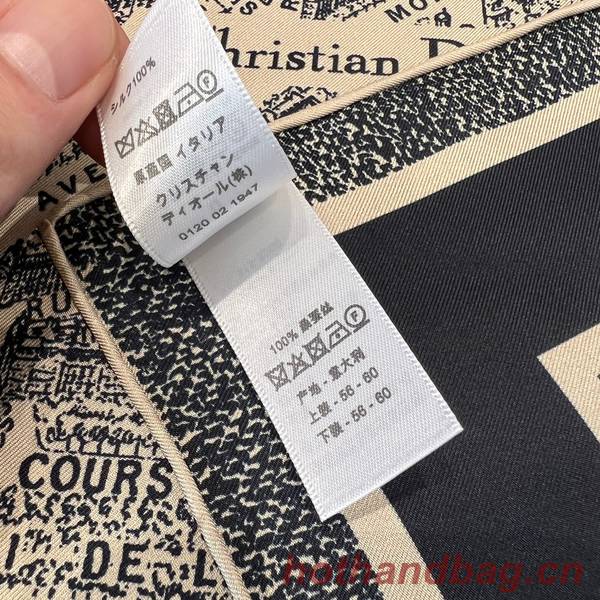 MO
Christian D
シルク100%
原産国 イタリア
クリスチャン
ディオール(株)
0120 02 1947
AVE
RU
100% 桑蚕丝
产地 - 意大利
上装 - 56 - 60
下装 - 56 - 60
COURS
DE L
hothandbag.cn